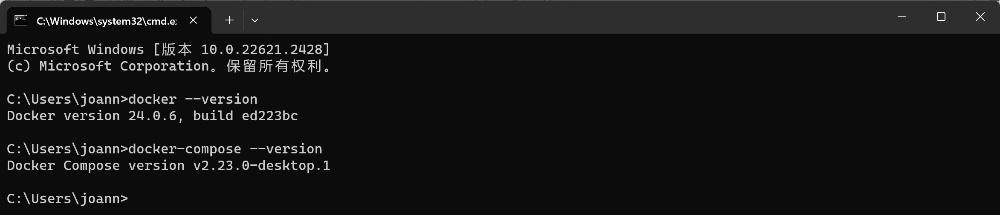 C:\Windows\system32\cmd.e
Microsoft Windows [版本 10.0.22621.2428]
(c) Microsoft Corporation。保留所有权利。
C:\Users\joann>docker --version
Docker version 24.0.6, build ed223bc
C:\Users\joann>docker-compose --version
Docker Compose version v2.23.0-desktop.1
C:\Users\joann>